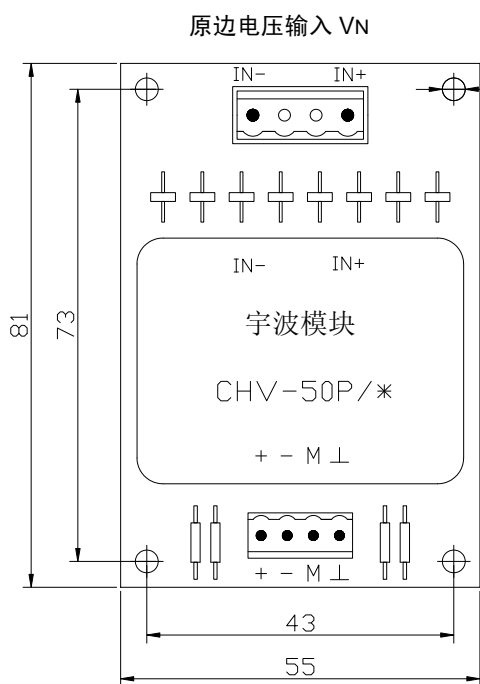 原边电压输入 VN
IN- IN+
IN- IN+
宇波模块
CHV-50P/*
+ - M ⊥
+ - M ⊥
81
73
43
55